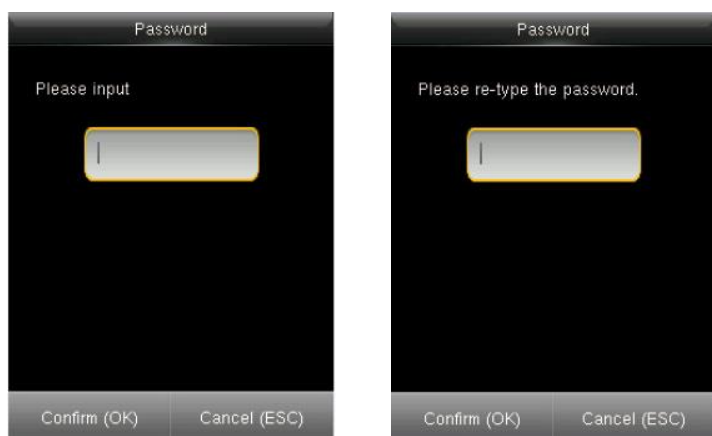 Password
Please input
Confirm (OK) Cancel (ESC)
Password
Please re-type the password.
Confirm (OK) Cancel (ESC)